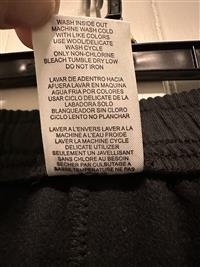 WASH INSIDE OUT
MACHINE WASH COLD
WITH LIKE COLORS
USE WOOL/DELICATE
WASH CYCLE
ONLY NON-CHLORINE
BLEACH TUMBLE DRY LOW
DO NOT IRON
LAVAR DE ADENTRO HACIA
AFUERA LAVAR EN MAQUINA
AGUA FRIA POR COLORES
USAR CICLO DELICADO DE LA
LABADORA SOLO
BLANQUEADOR SIN CLORO
CICLO LENTO NO PLANCHAR
LAVER A L'ENVERS LAVER A LA
MACHINE A L'EAU FROIDE
LAVER LA MACHINE CYCLE
DELICATE UTILIZER
SEULEMENT UN JAVELLISANT
SANS CHLORE AU BESOIN
SECHER PAR CULBUTAGE A
BASSE TEMPERATURE NE PAS